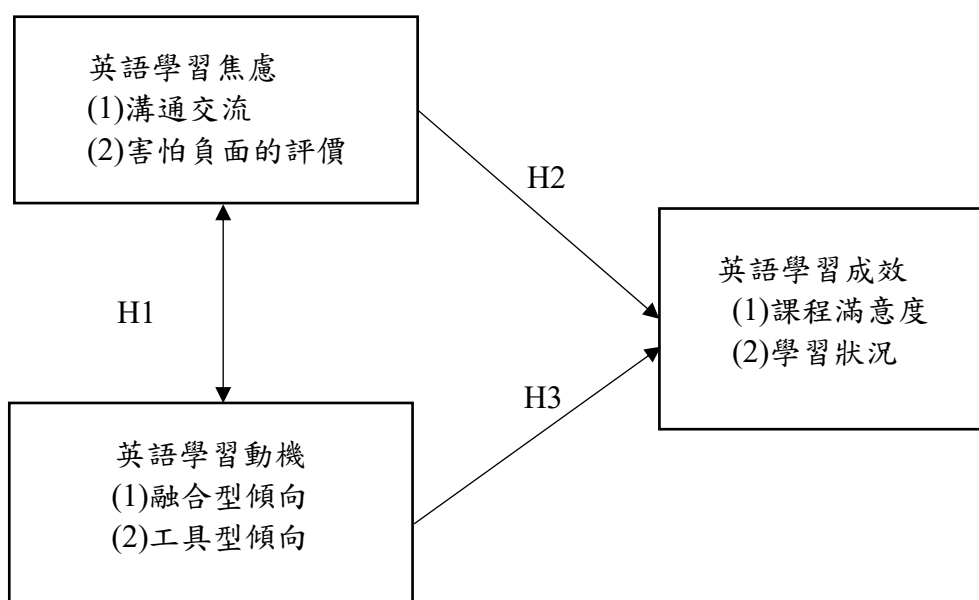 英語學習焦慮
(1)溝通交流
(2)害怕負面的評價
H2
英語學習成效
(1)課程滿意度
(2)學習狀況
H1
H3
英語學習動機
(1)融合型傾向
(2)工具型傾向